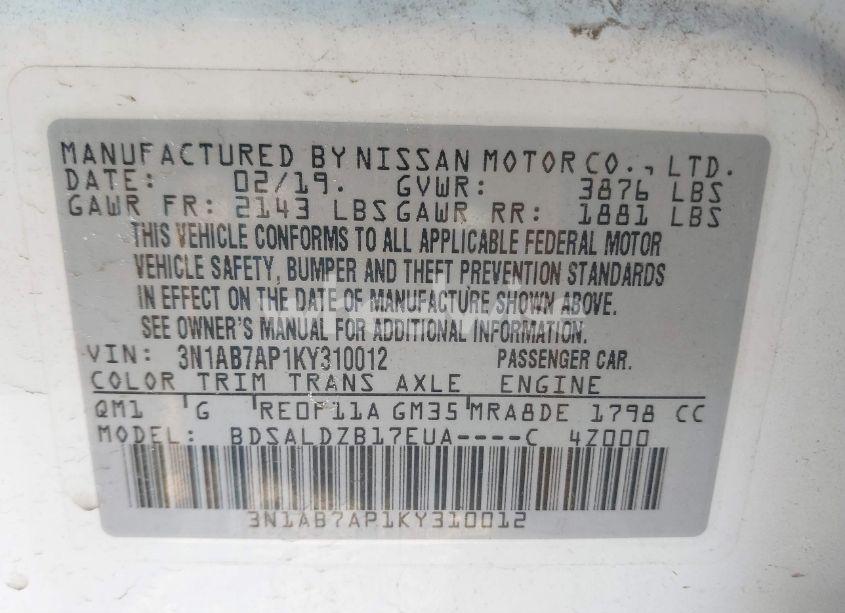 MANUFACTURED BY NISSAN MOTOR CO., LTD.
DATE: 02/19. GVWR: 3876 LBS
GAWR FR: 2143 LBS GAWR RR: 1881 LBS
THIS VEHICLE CONFORMS TO ALL APPLICABLE FEDERAL MOTOR
VEHICLE SAFETY, BUMPER AND THEFT PREVENTION STANDARDS
IN EFFECT ON THE DATE OF MANUFACTURE SHOWN ABOVE.
SEE OWNER'S MANUAL FOR ADDITIONAL INFORMATION.
VIN: 3N1AB7AP1KY310012 PASSENGER CAR.
COLOR TRIM TRANS AXLE ENGINE
QM1 G RE0F11A GM35 MRA8DE 1798 CC
MODEL: BDSALDZB17EUA----C 4Z000
3N1AB7AP1KY310012